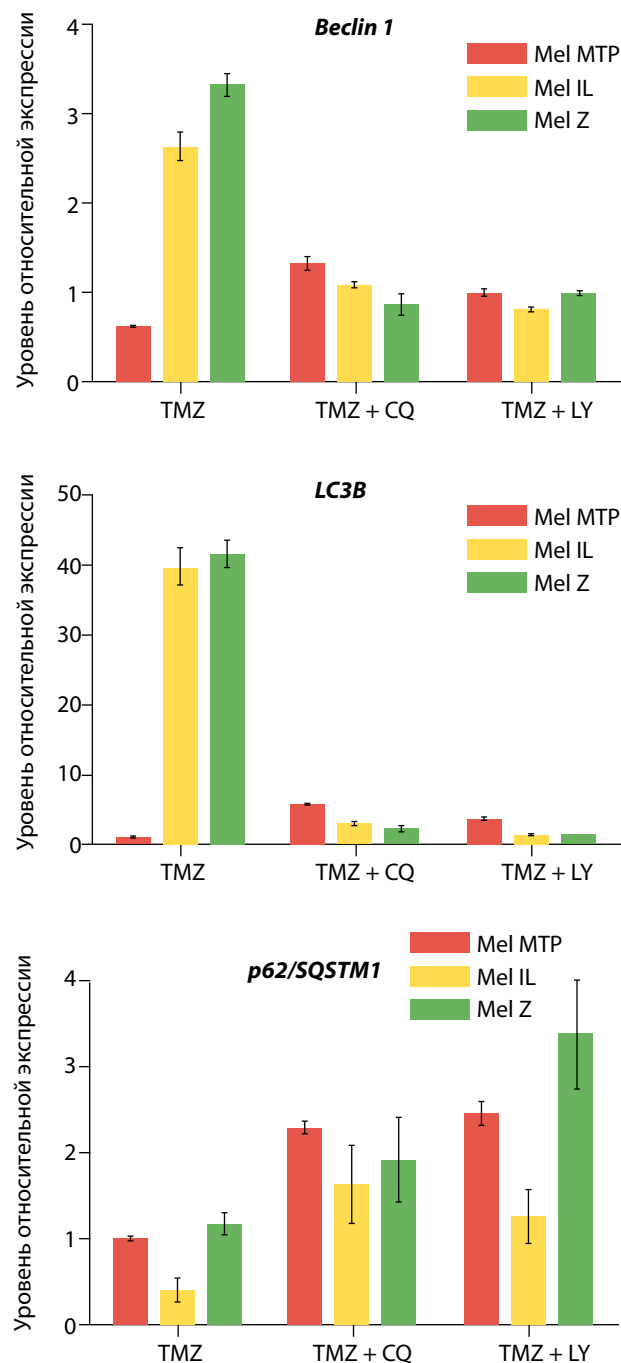 Beclin 1
Mel MTP
Mel IL
Mel Z
Уровень относительной экспрессии
4
3
2
1
0
TMZ
TMZ + CQ
TMZ + LY
LC3B
Mel MTP
Mel IL
Mel Z
Уровень относительной экспрессии
50
40
30
20
10
0
TMZ
TMZ + CQ
TMZ + LY
p62/SQSTM1
Mel MTP
Mel IL
Mel Z
Уровень относительной экспрессии
4
3
2
1
0
TMZ
TMZ + CQ
TMZ + LY